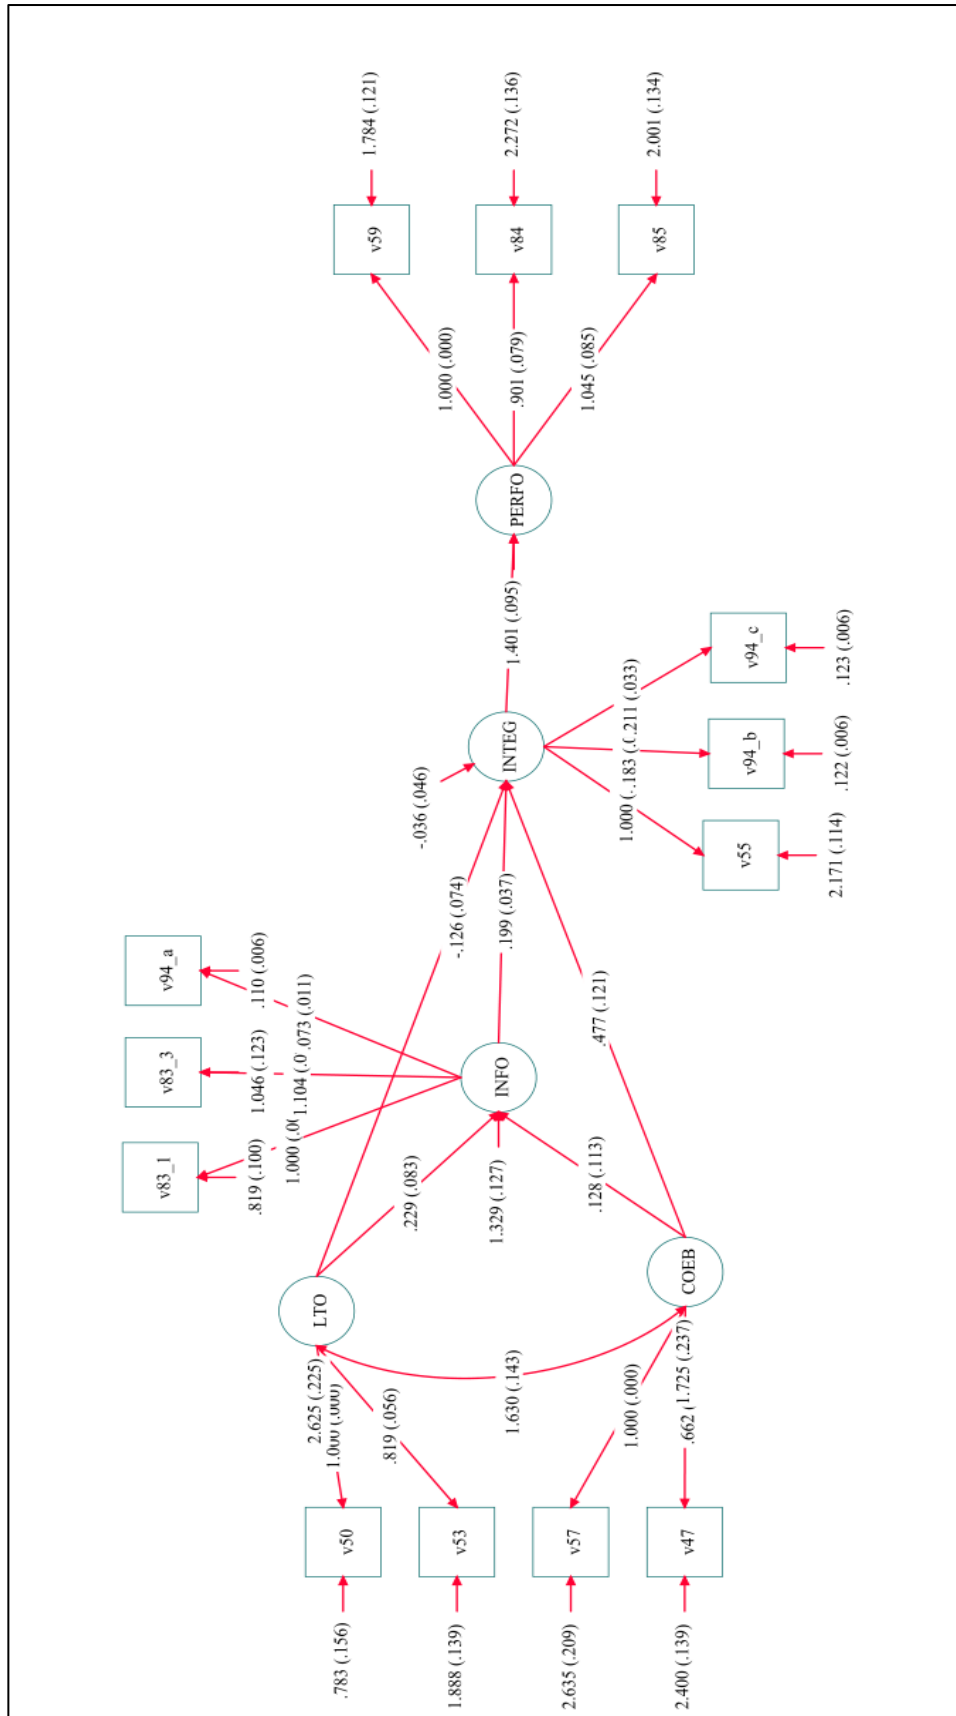 .783 (.156)
1.888 (.139)
2.635 (.209)
2.400 (.139)
v50
v53
v57
v47
2.625 (.225)
1.000 (.000)
.819 (.056)
1.630 (.143)
1.000 (.000)
.662 (
1.725 (.237)
LTO
COEB
v83_1
v83_3
v94_a
.819 (.100)
1.046 (.123)
.110 (.006)
1.000 (.0
1.104 (.0
.073 (.011)
.229 (.083)
1.329 (.127)
.128 (.113)
INFO
-.126 (.074)
.199 (.037)
.477 (.121)
-.036 (.046)
INTEG
1.000 (
.183 (.
.211 (.033)
v55
v94_b
v94_c
2.171 (.114)
.122 (.006)
.123 (.006)
1.401 (.095)
PERFO
1.000 (.000)
.901 (.079)
1.045 (.085)
v59
v84
v85
1.784 (.121)
2.272 (.136)
2.001 (.134)